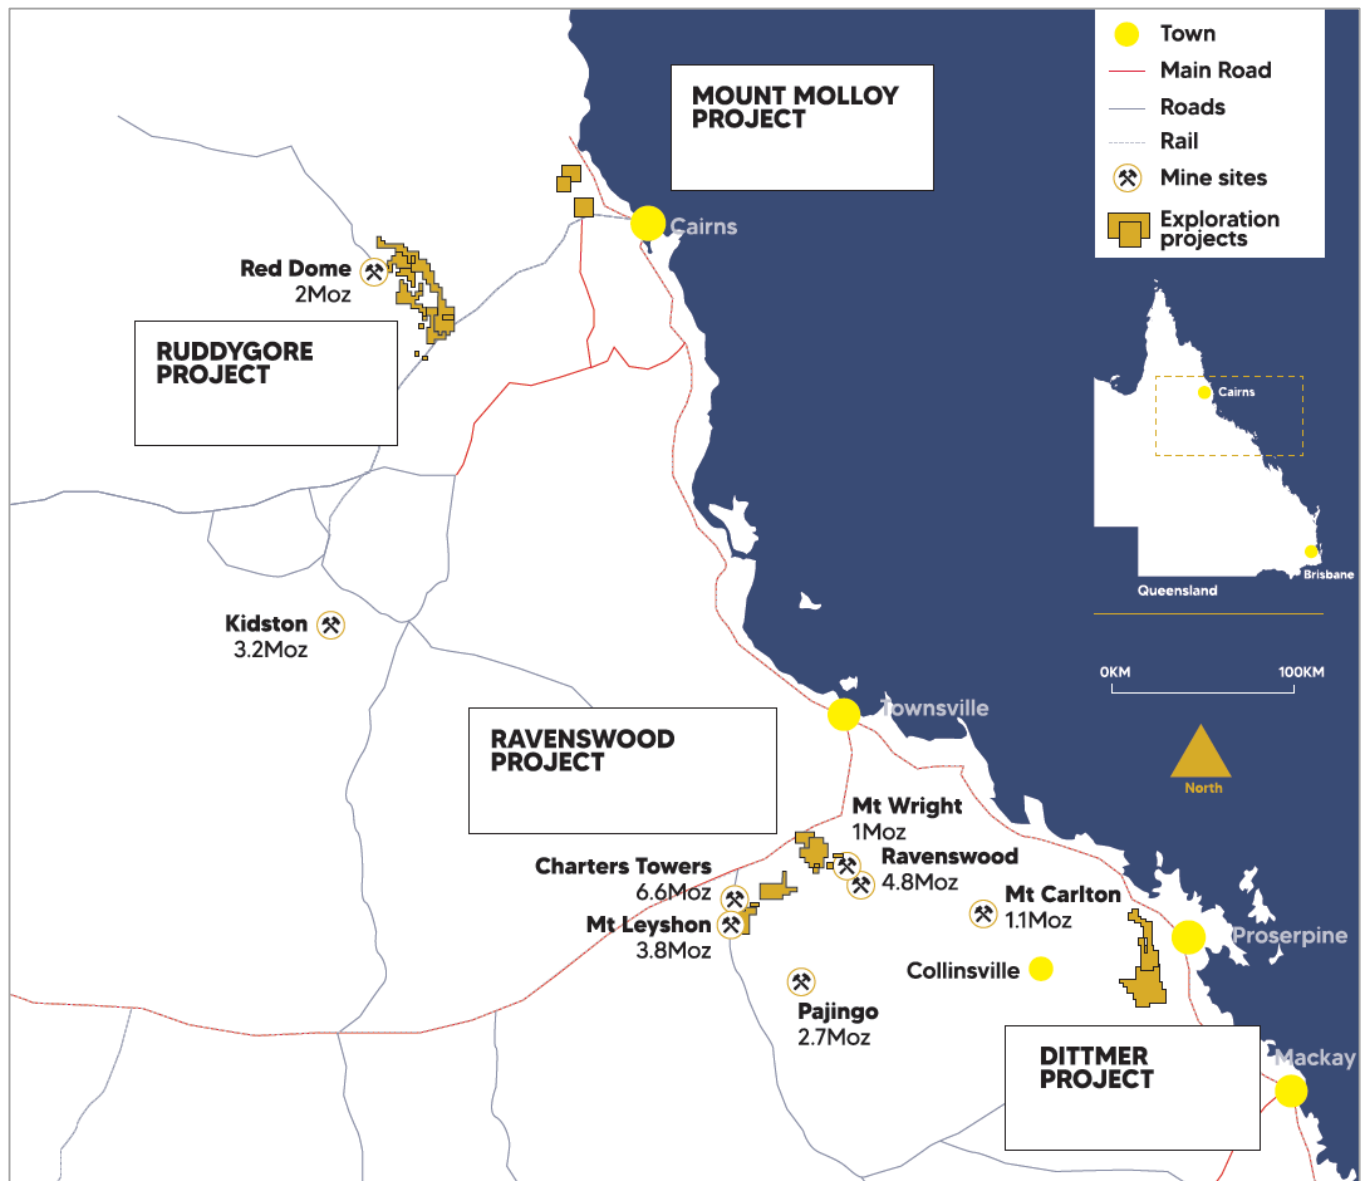 MOUNT MOLLOY
PROJECT
Town
Main Road
Roads
Rail
Mine sites
Exploration
projects
Cairns
Red Dome
2Moz
RUDDYGORE
PROJECT
Cairns
Brisbane
Queensland
Kidston
3.2Moz
0KM
100KM
North
Townsville
RAVENSWOOD
PROJECT
Mt Wright
1Moz
Ravenswood
4.8Moz
Charters Towers
6.6Moz
Mt Leyshon
3.8Moz
Mt Carlton
1.1Moz
Proserpine
Collinsville
Pajingo
2.7Moz
DITTMER
PROJECT
Mackay